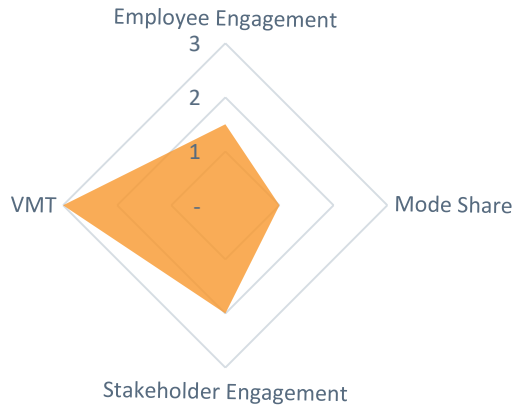 Employee Engagement
3
2
1
-
VMT
Mode Share
Stakeholder Engagement